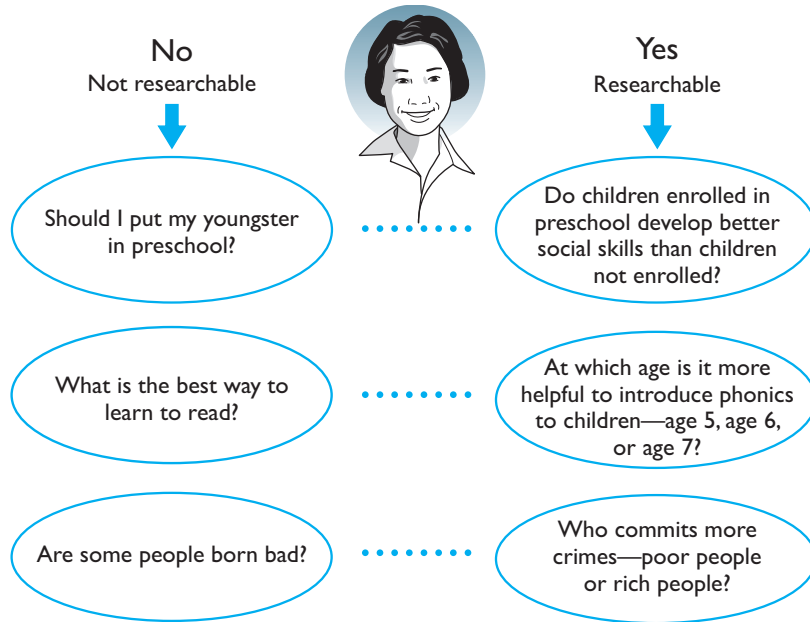 No
Not researchable
Yes
Researchable
Should I put my youngster
in preschool?
Do children enrolled in
preschool develop better
social skills than children
not enrolled?
What is the best way to
learn to read?
At which age is it more
helpful to introduce phonics
to children—age 5, age 6,
or age 7?
Are some people born bad?
Who commits more
crimes—poor people
or rich people?